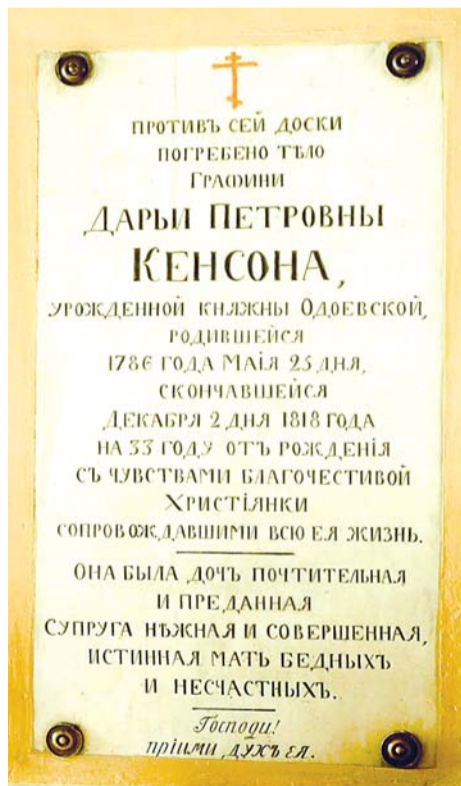 ПРОТИВЪ СЕЙ ДОСКИ
ПОГРЕБЕНО ТѢЛО
ГРАФИНИ
ДАРЬИ ПЕТРОВНЫ
КЕНСОНА,
УРОЖДЕННОЙ КНЯЖНЫ ОДОЕВСКОЙ,
РОДИВШЕЙСЯ
1786 ГОДА МАІЯ 25 ДНЯ,
СКОНЧАВШЕЙСЯ
ДЕКАБРЯ 2 ДНЯ 1818 ГОДА
НА 33 ГОДУ ОТЪ РОЖДЕНІЯ
СЪ ЧУВСТВАМИ БЛАГОЧЕСТИВОЙ
ХРИСТІЯНКИ
СОПРОВОЖДАВШИМИ ВСЮ ЕЯ ЖИЗНЬ.
ОНА БЫЛА ДОЧЪ ПОЧТИТЕЛЬНАЯ
И ПРЕДАННАЯ
СУПРУГА НѢЖНАЯ И СОВЕРШЕННАЯ,
ИСТИННАЯ МАТЬ БЕДНЫХЪ
И НЕСЧАСТНЫХЪ.
Господи!
пріими ДУХЪ ЕЯ.